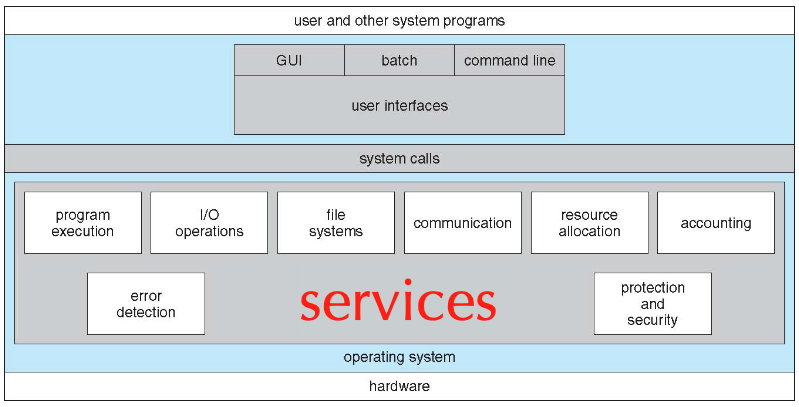 user and other system programs
GUI
batch
command line
user interfaces
system calls
program
execution
I/O
operations
file
systems
communication
resource
allocation
accounting
error
detection
services
protection
and
security
operating system
hardware